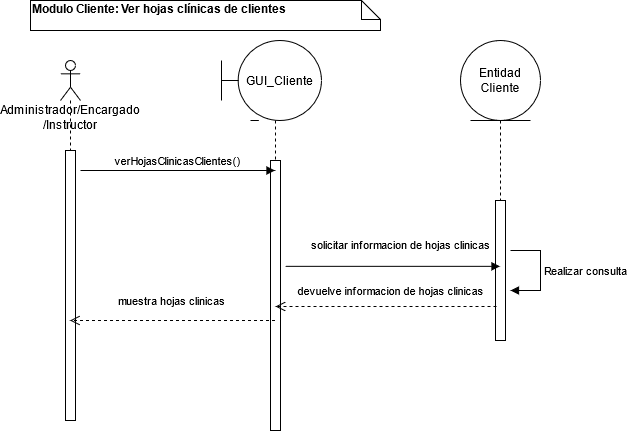 Modulo Cliente: Ver hojas clínicas de clientes
GUI_Cliente
Entidad
Cliente
Administrador/Encargado
/Instructor
verHojasClinicasClientes()
solicitar informacion de hojas clinicas
Realizar consulta
devuelve informacion de hojas clinicas
muestra hojas clinicas